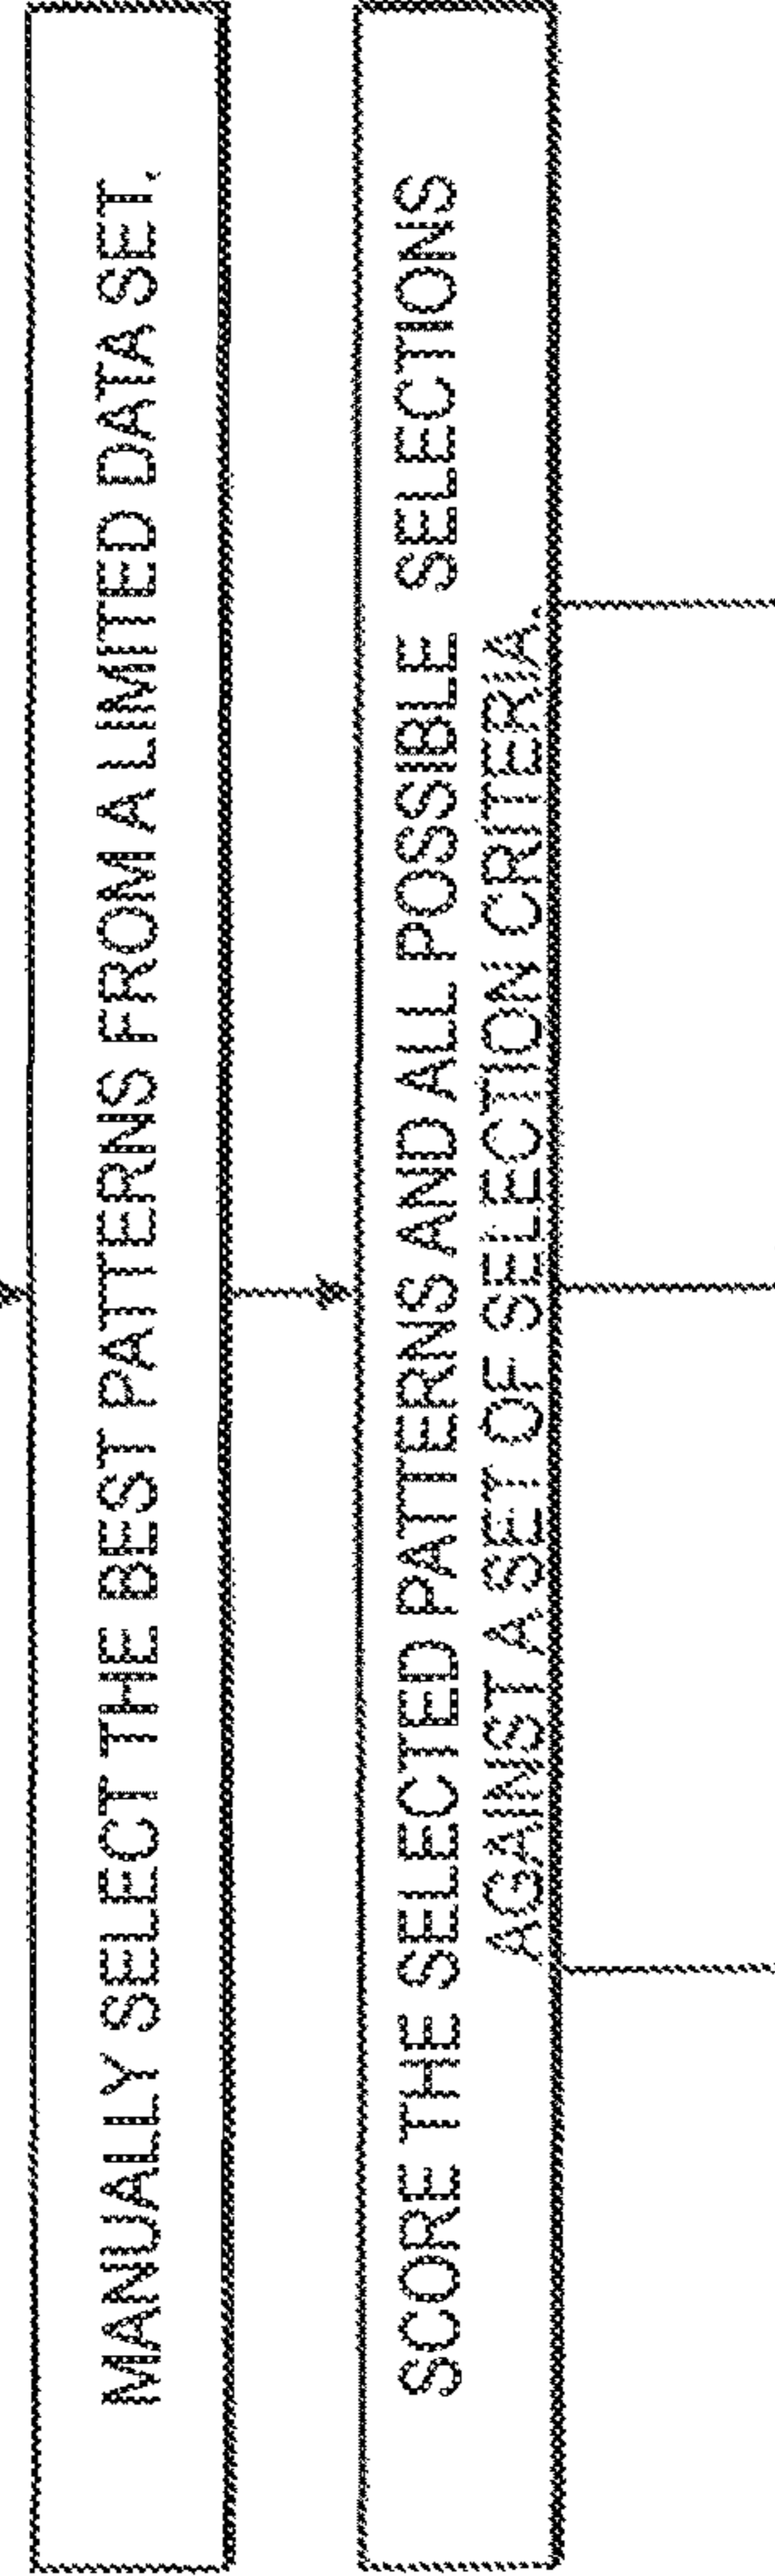 MANUALLY SELECT THE BEST PATTERNS FROM A LIMITED DATA SET.
SCORE THE SELECTED PATTERNS AND ALL POSSIBLE SELECTIONS
AGAINST A SET OF SELECTION CRITERIA.